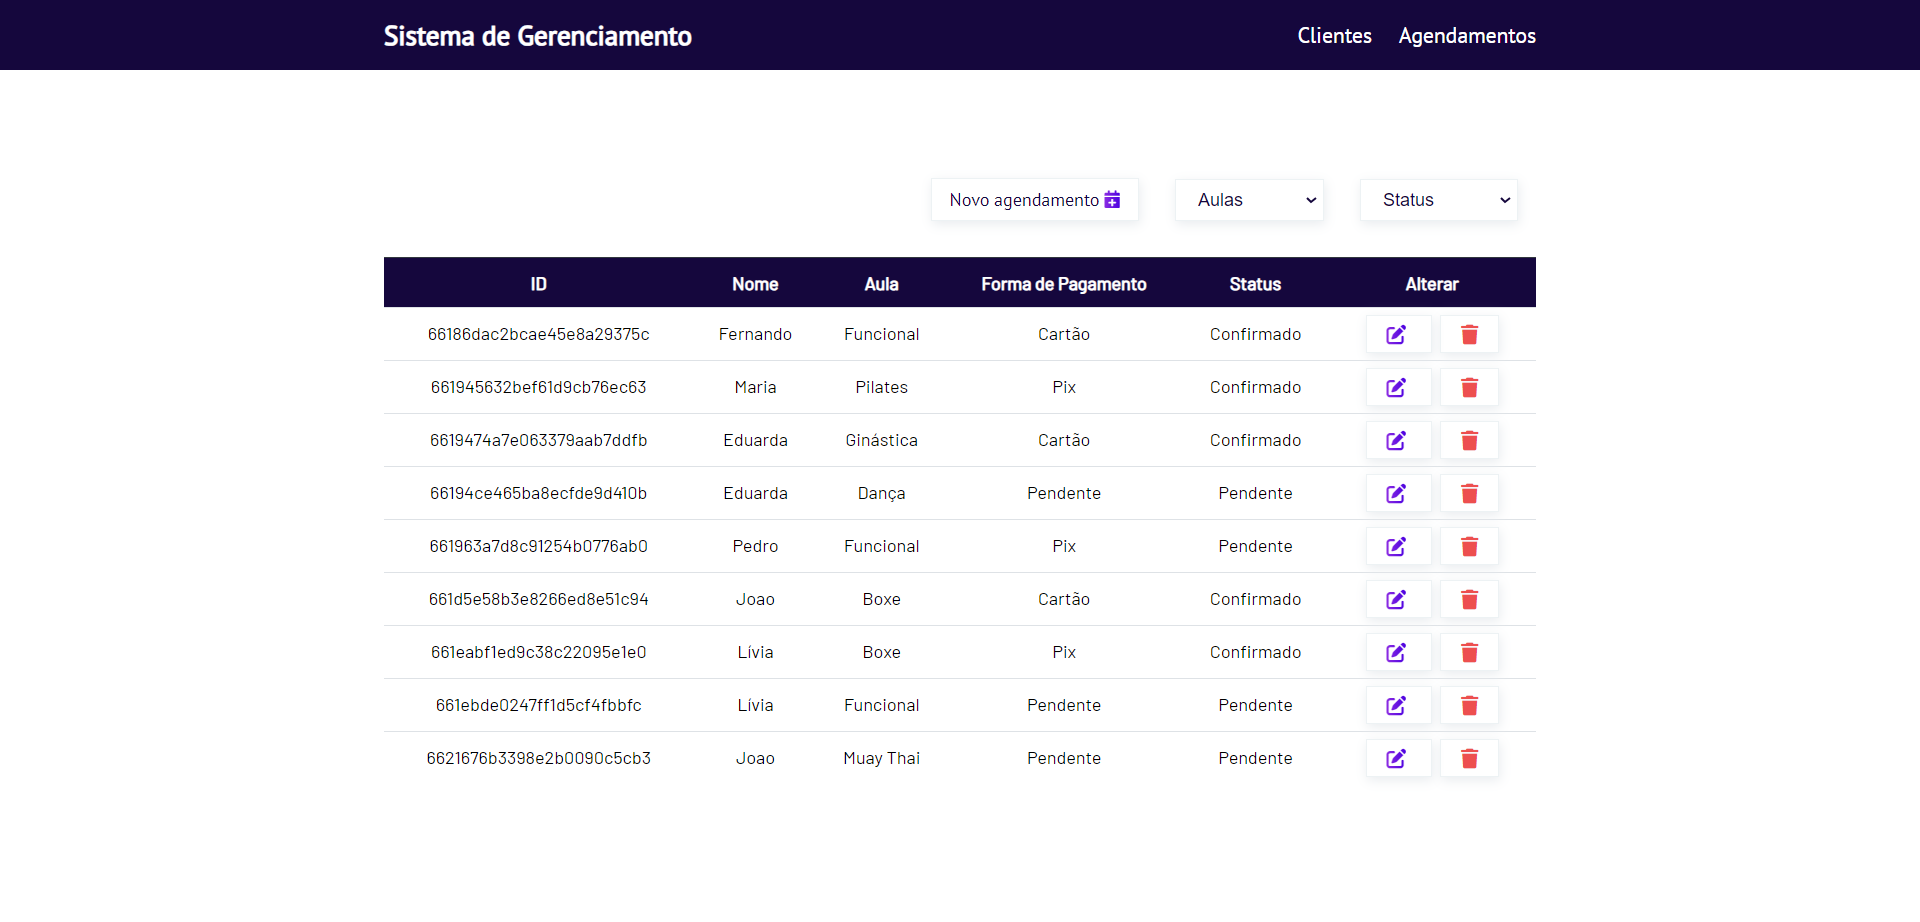 Sistema de Gerenciamento Clientes Agendamentos
Novo agendamento Aulas Status
ID Nome Aula Forma de Pagamento Status Alterar
66186dac2bcae45e8a29375c Fernando Funcional Cartão Confirmado
661945632bef61d9cb76ec63 Maria Pilates Pix Confirmado
6619474a7e063379aab7ddfb Eduarda Ginástica Cartão Confirmado
66194ce465ba8ecfde9d410b Eduarda Dança Pendente Pendente
661963a7d8c91254b0776ab0 Pedro Funcional Pix Pendente
661d5e58b3e8266ed8e51c94 Joao Boxe Cartão Confirmado
661eabf1ed9c38c22095e1e0 Lívia Boxe Pix Confirmado
661ebde0247ff1d5cf4fbbfc Lívia Funcional Pendente Pendente
6621676b3398e2b0090c5cb3 Joao Muay Thai Pendente Pendente